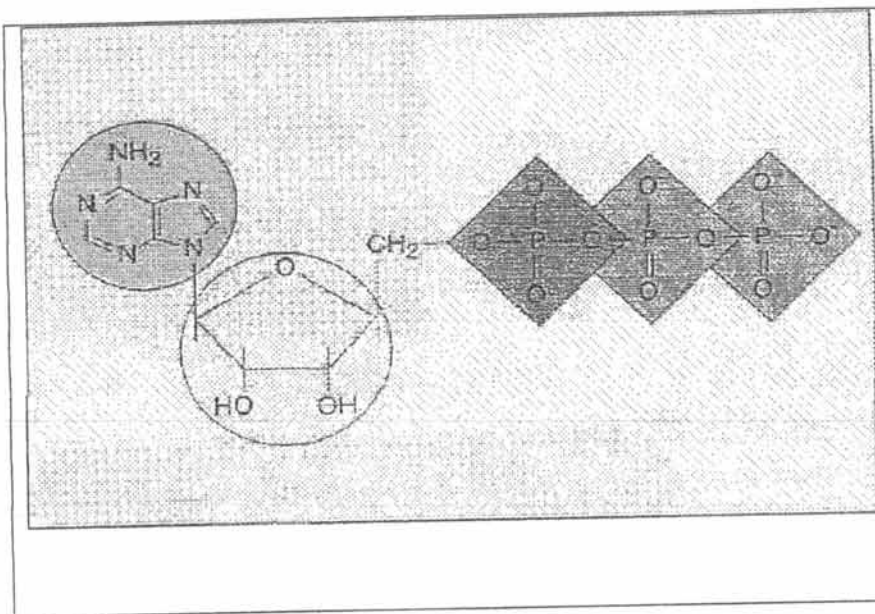 NH₂
N N
N N
CH₂
O
HO OH
O⁻ O⁻ O⁻
O P O P O P O⁻
O O O